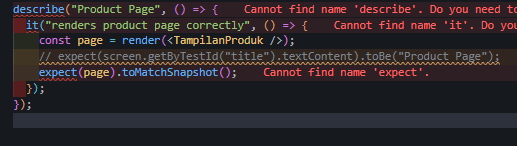 describe("Product Page", () => { Cannot find name 'describe'. Do you need to
it("renders product page correctly", () => { Cannot find name 'it'. Do you
const page = render(<TampilanProduk />);
// expect(screen.getByTestId("title").textContent).toBe("Product Page");
expect(page).toMatchSnapshot(); Cannot find name 'expect'.
});
});